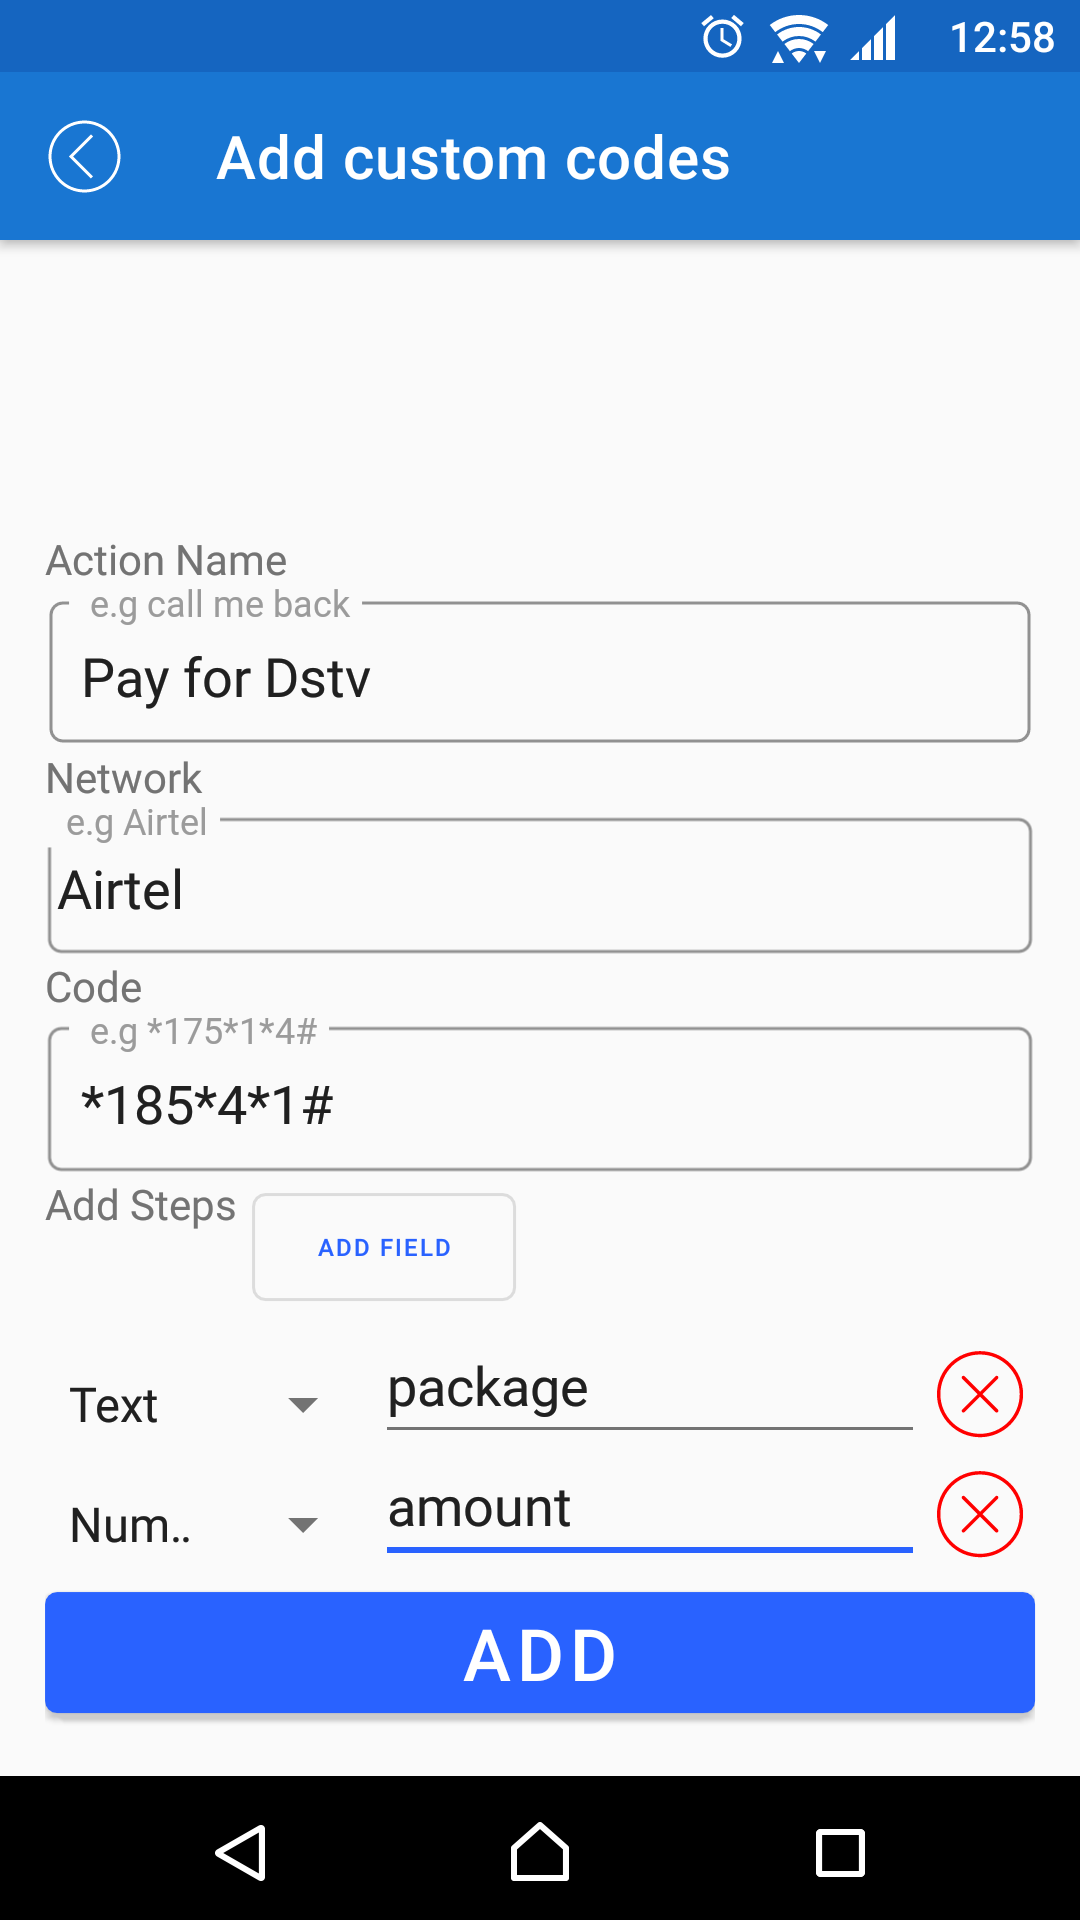 12:58
Add custom codes
Action Name
e.g call me back
Pay for Dstv
Network
e.g Airtel
Airtel
Code
e.g *175*1*4#
*185*4*1#
Add Steps
ADD FIELD
Text
package
Num..
amount
ADD